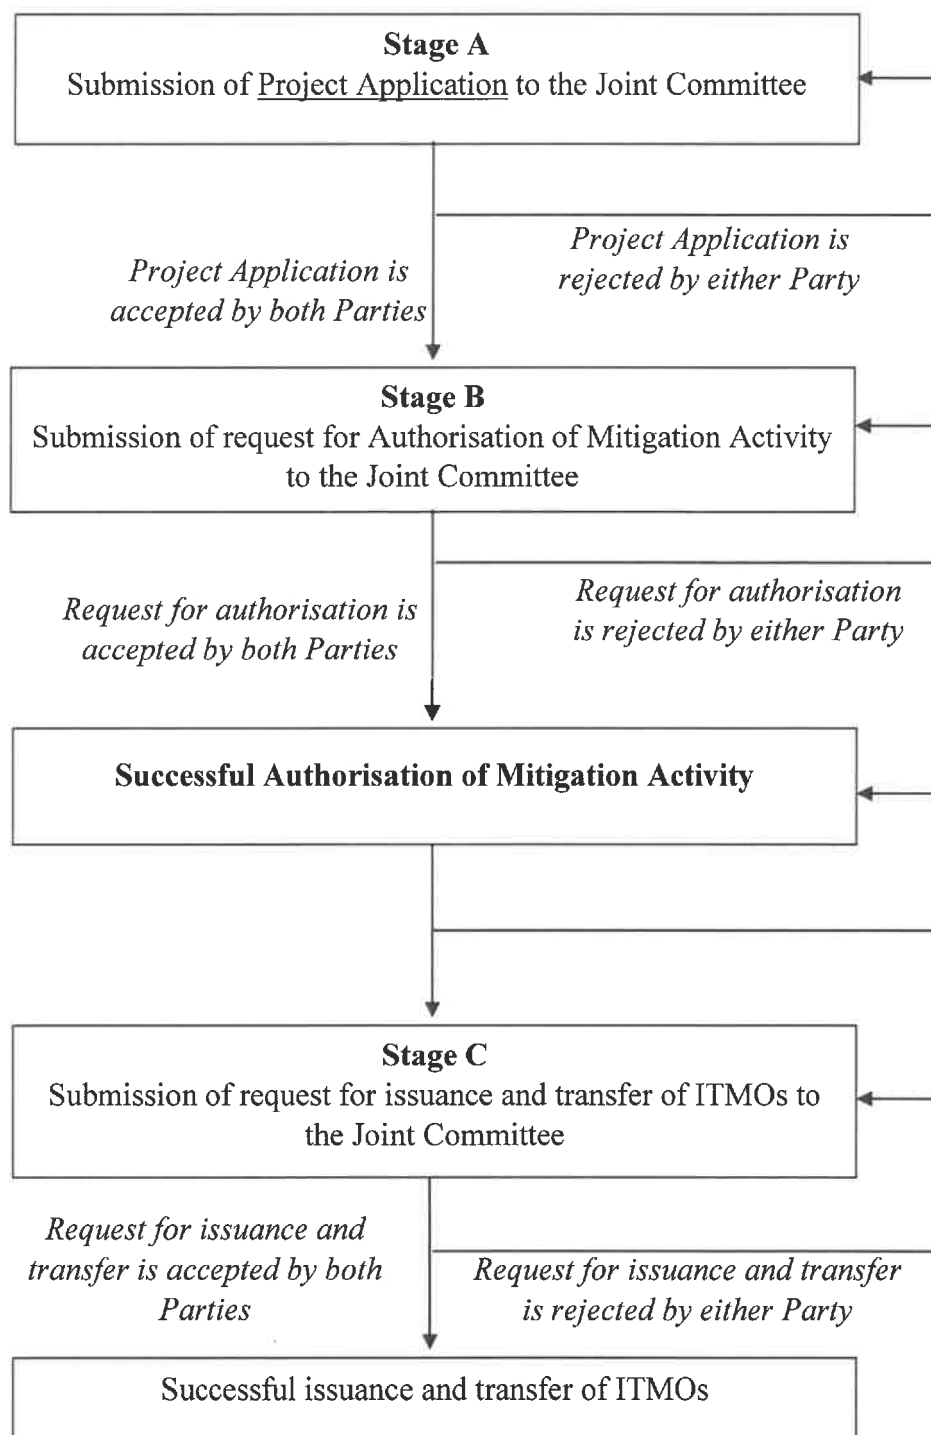 Stage A
Submission of Project Application to the Joint Committee
Project Application is
rejected by either Party
Project Application is
accepted by both Parties
Stage B
Submission of request for Authorisation of Mitigation Activity
to the Joint Committee
Request for authorisation
is rejected by either Party
Request for authorisation is
accepted by both Parties
Successful Authorisation of Mitigation Activity
Stage C
Submission of request for issuance and transfer of ITMOs to
the Joint Committee
Request for issuance and
transfer is accepted by both
Parties
Request for issuance and transfer
is rejected by either Party
Successful issuance and transfer of ITMOs